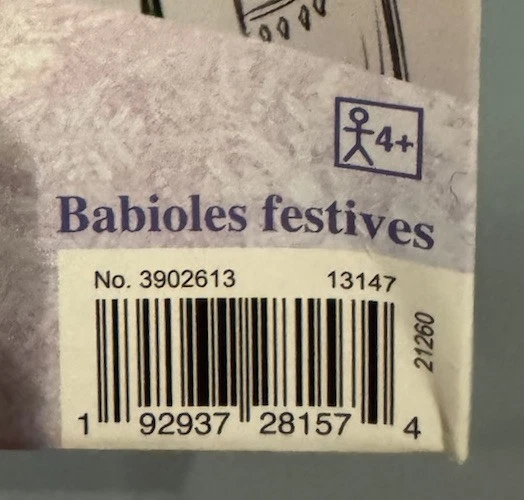 4+
Babioles festives
No. 3902613 13147
21260
1 92937 28157 4